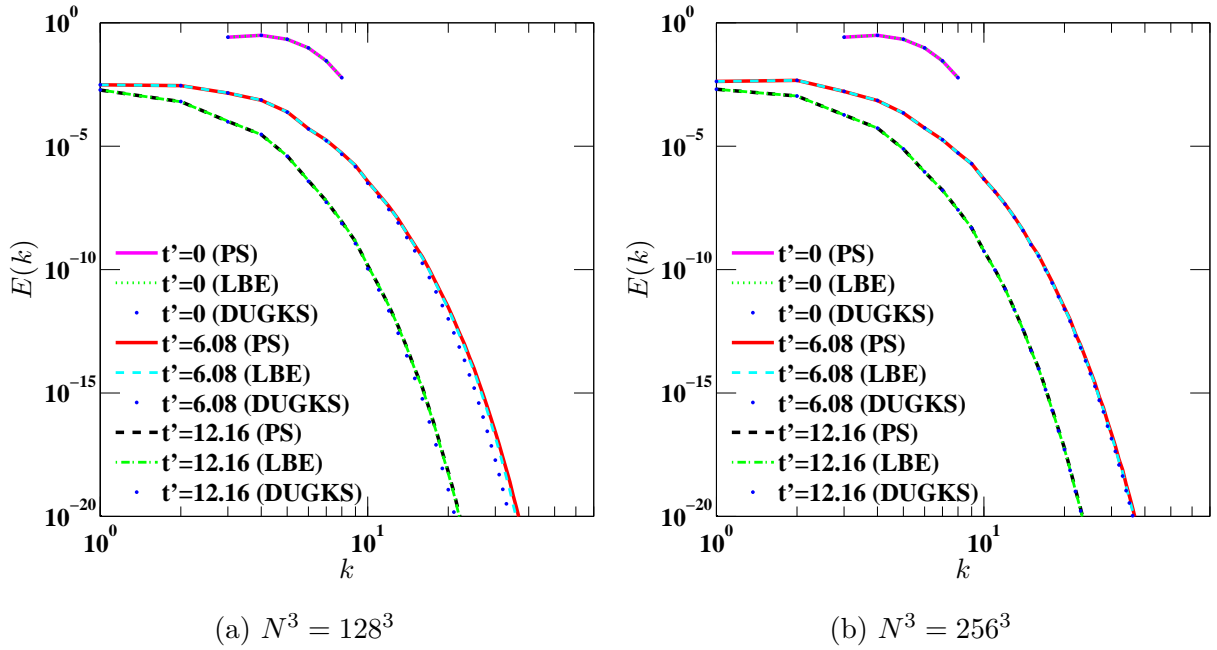 10^0
10^-5
10^-10
10^-15
10^-20
E(k)
t'=0 (PS)
t'=0 (LBE)
t'=0 (DUGKS)
t'=6.08 (PS)
t'=6.08 (LBE)
t'=6.08 (DUGKS)
t'=12.16 (PS)
t'=12.16 (LBE)
t'=12.16 (DUGKS)
10^0 10^1
k
(a) N^3 = 128^3
10^0
10^-5
10^-10
10^-15
10^-20
E(k)
t'=0 (PS)
t'=0 (LBE)
t'=0 (DUGKS)
t'=6.08 (PS)
t'=6.08 (LBE)
t'=6.08 (DUGKS)
t'=12.16 (PS)
t'=12.16 (LBE)
t'=12.16 (DUGKS)
10^0 10^1
k
(b) N^3 = 256^3